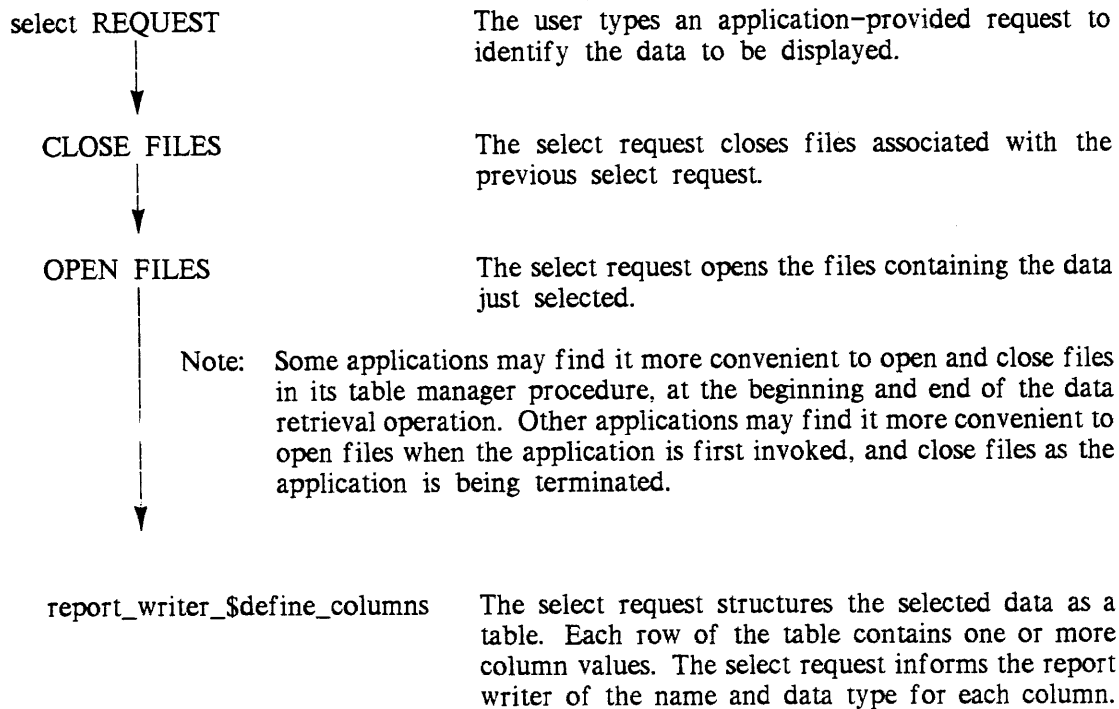 select REQUEST
The user types an application-provided request to
identify the data to be displayed.
CLOSE FILES
The select request closes files associated with the
previous select request.
OPEN FILES
The select request opens the files containing the data
just selected.
Note: Some applications may find it more convenient to open and close files
in its table manager procedure, at the beginning and end of the data
retrieval operation. Other applications may find it more convenient to
open files when the application is first invoked, and close files as the
application is being terminated.
report_writer_$define_columns
The select request structures the selected data as a
table. Each row of the table contains one or more
column values. The select request informs the report
writer of the name and data type for each column.